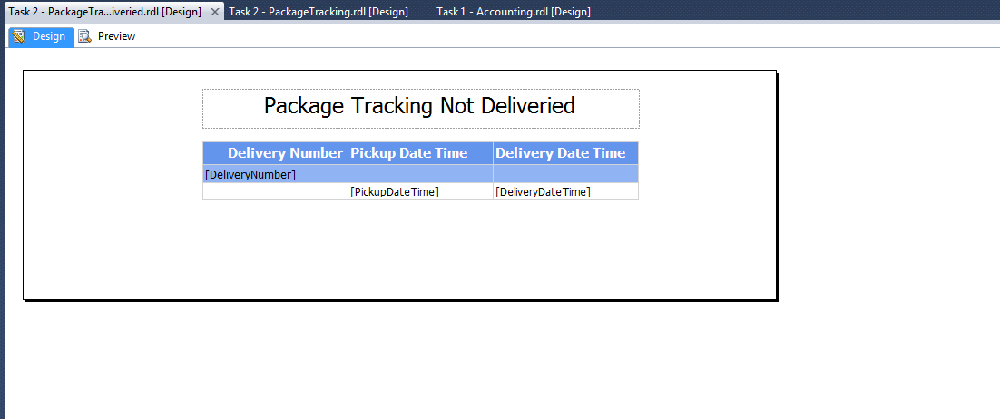 Task 2 - PackageTra...iveried.rdl [Design] Task 2 - PackageTracking.rdl [Design] Task 1 - Accounting.rdl [Design]
Design Preview
Package Tracking Not Deliveried
Delivery Number Pickup Date Time Delivery Date Time
[DeliveryNumber]
[PickupDateTime] [DeliveryDateTime]